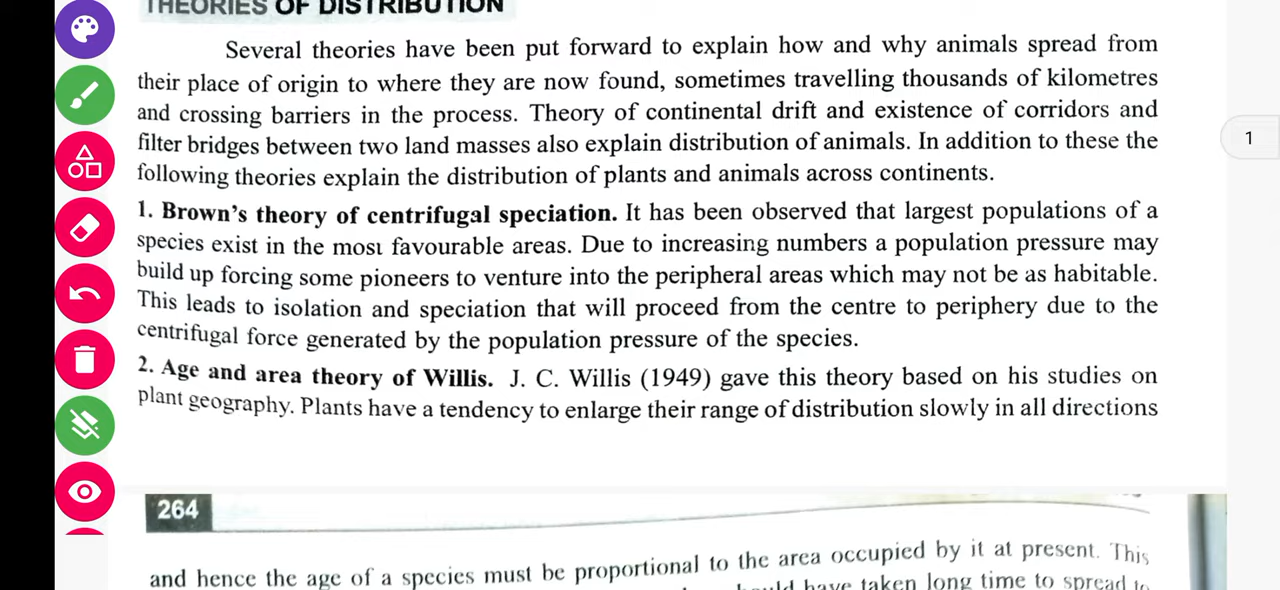 THEORIES OF DISTRIBUTION
Several theories have been put forward to explain how and why animals spread from
their place of origin to where they are now found, sometimes travelling thousands of kilometres
and crossing barriers in the process. Theory of continental drift and existence of corridors and
filter bridges between two land masses also explain distribution of animals. In addition to these the
following theories explain the distribution of plants and animals across continents.
1. Brown's theory of centrifugal speciation. It has been observed that largest populations of a
species exist in the most favourable areas. Due to increasing numbers a population pressure may
build up forcing some pioneers to venture into the peripheral areas which may not be as habitable.
This leads to isolation and speciation that will proceed from the centre to periphery due to the
centrifugal force generated by the population pressure of the species.
2. Age and area theory of Willis. J. C. Willis (1949) gave this theory based on his studies on
plant geography. Plants have a tendency to enlarge their range of distribution slowly in all directions
1
264
and hence the age of a species must be proportional to the area occupied by it at present. This
have taken long time to spread to